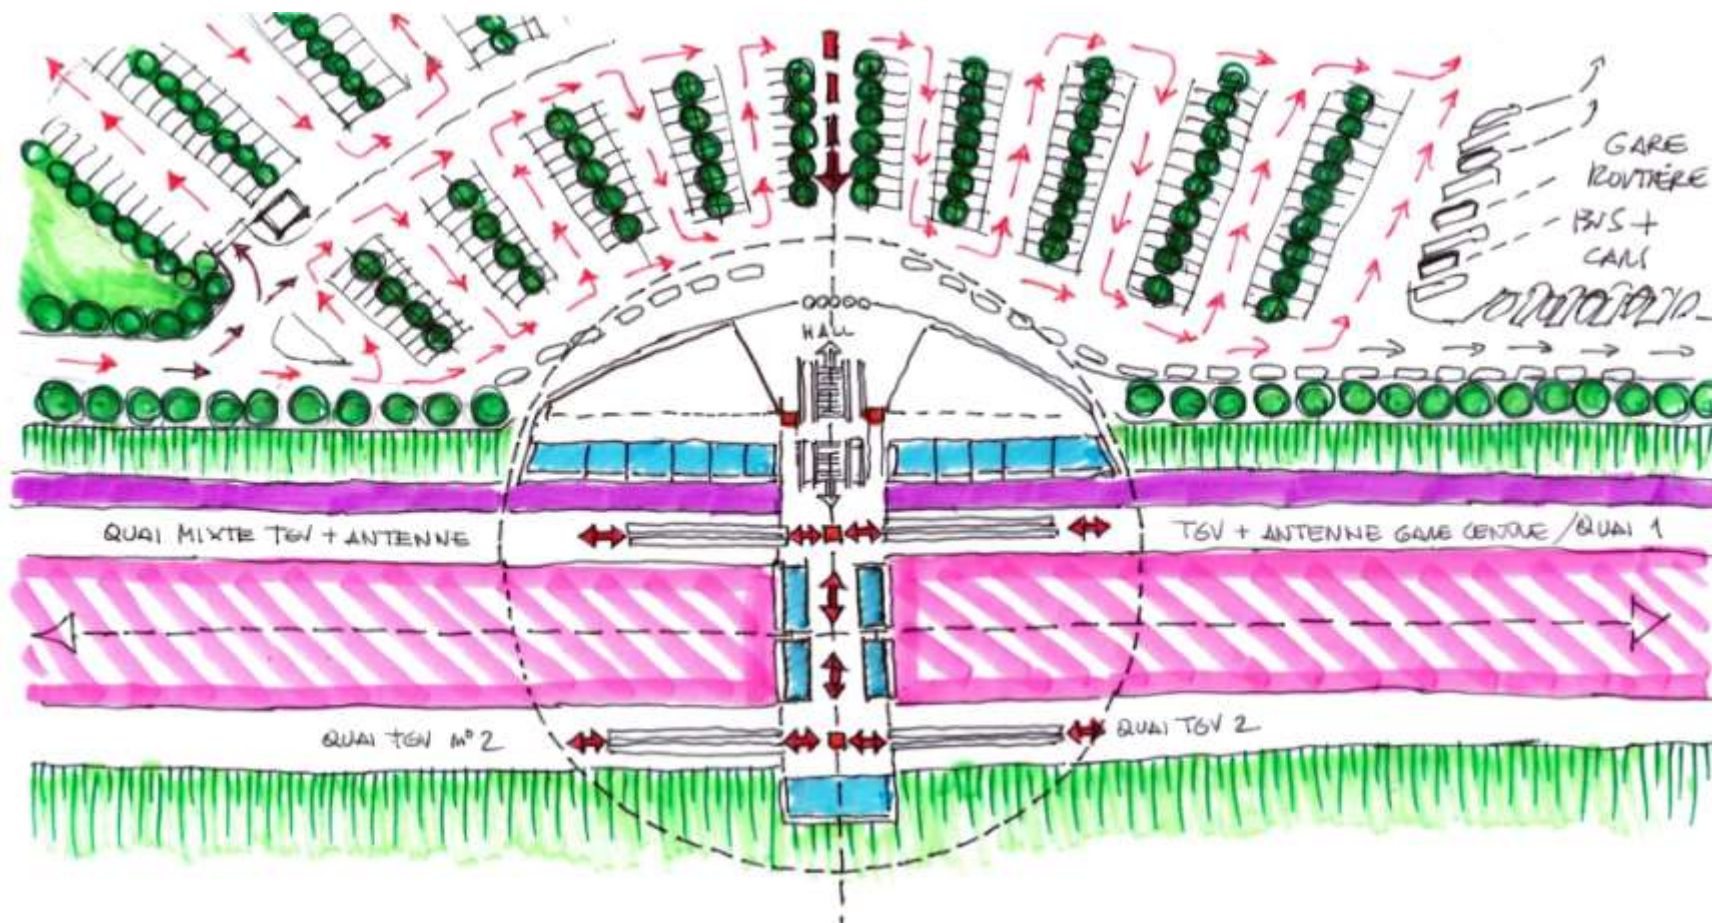 GARE
ROUTIÈRE
BUS +
CARS
HALL
QUAI MIXTE TGV + ANTENNE
TGV + ANTENNE GARE CENTRE / QUAI 1
QUAI TGV n° 2
QUAI TGV 2